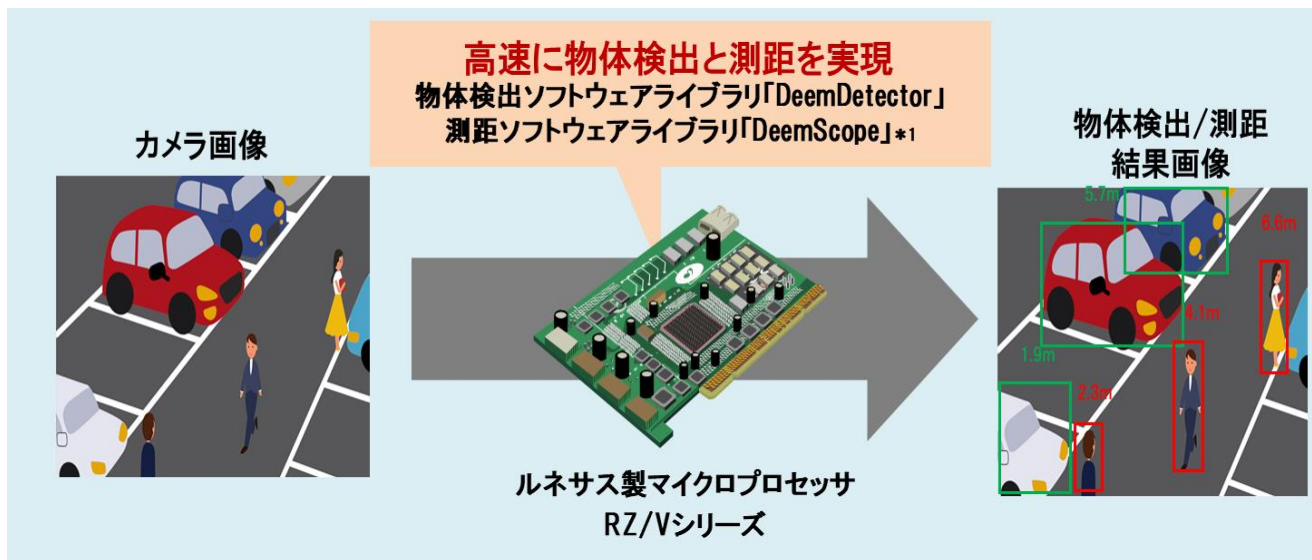 高速に物体検出と測距を実現
物体検出ソフトウェアライブラリ「DeemDetector」
測距ソフトウェアライブラリ「DeemScope」*1
カメラ画像
物体検出/測距
結果画像
5.7m
6.6m
4.1m
1.9m
2.3m
ルネサス製マイクロプロセッサ
RZ/Vシリーズ